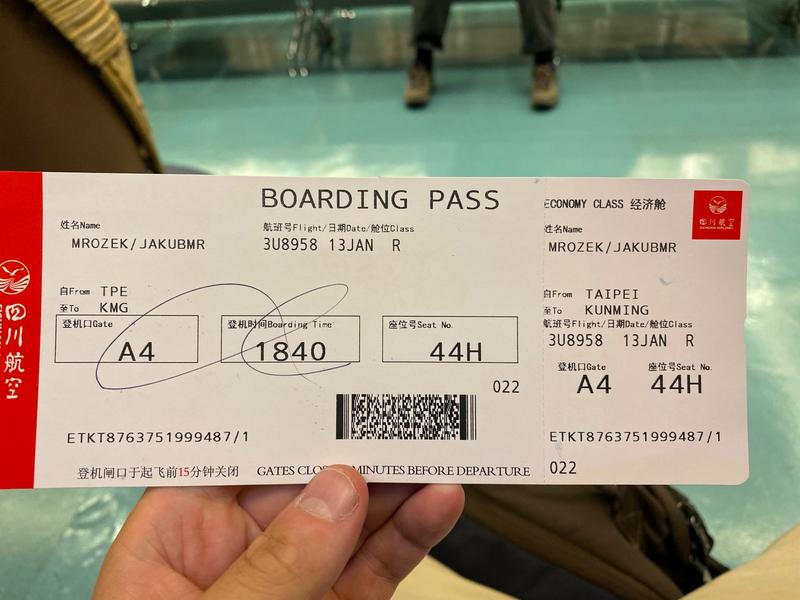 BOARDING PASS
姓名Name
MROZEK/JAKUBMR
航班号Flight/日期Date/舱位Class
3U8958 13JAN R
自From TPE
至To KMG
登机口Gate
A4
登机时间Boarding Time
1840
座位号Seat No.
44H
022
ETKT8763751999487/1
登机闸口于起飞前15分钟关闭 GATES MINUTES BEFORE DEPARTURE
四川航空
ECONOMY CLASS 经济舱
四川航空
姓名Name
MROZEK/JAKUBMR
自From TAIPEI
至To KUNMING
航班号Flight/日期Date/舱位Class
3U8958 13JAN R
登机口Gate
A4
座位号Seat No.
44H
ETKT8763751999487/1
022